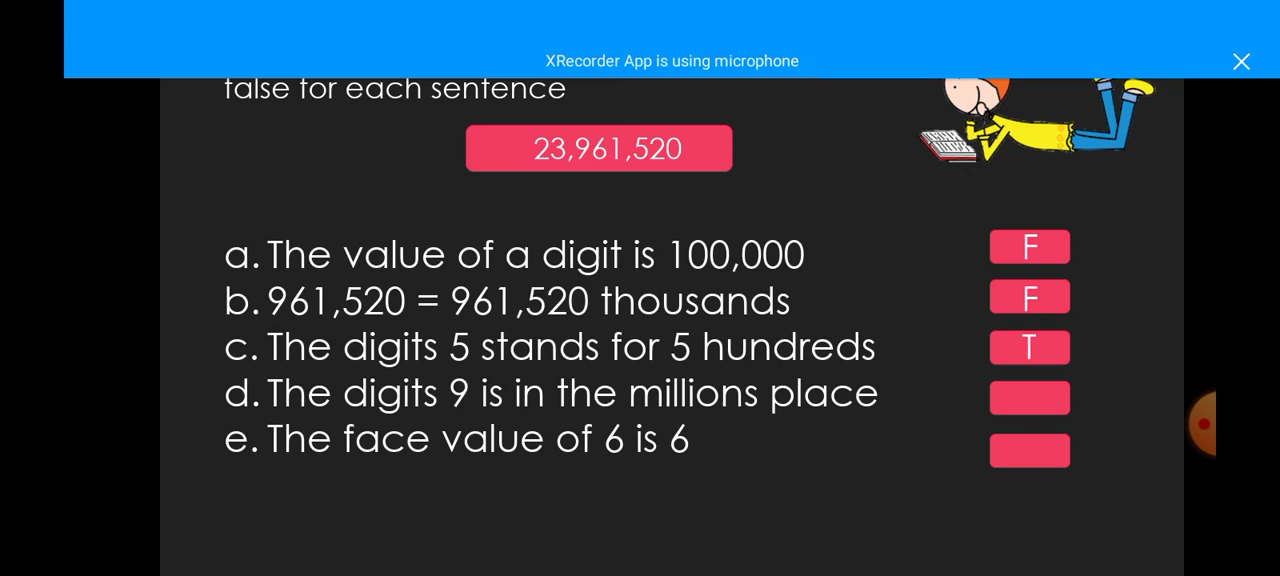 XRecorder App is using microphone
false for each sentence
23,961,520
a. The value of a digit is 100,000 F
b. 961,520 = 961,520 thousands F
c. The digits 5 stands for 5 hundreds T
d. The digits 9 is in the millions place
e. The face value of 6 is 6